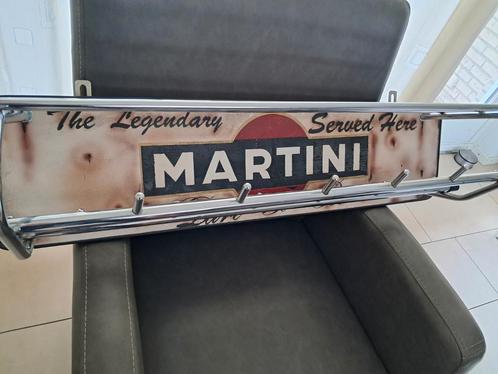 The Legendary Served Here
MARTINI